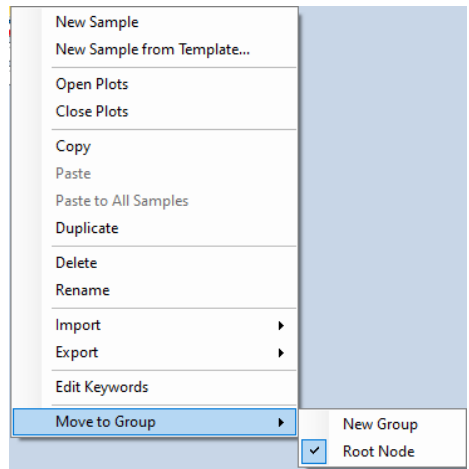 New Sample
New Sample from Template...
Open Plots
Close Plots
Copy
Paste
Paste to All Samples
Duplicate
Delete
Rename
Import
Export
Edit Keywords
Move to Group
New Group
Root Node